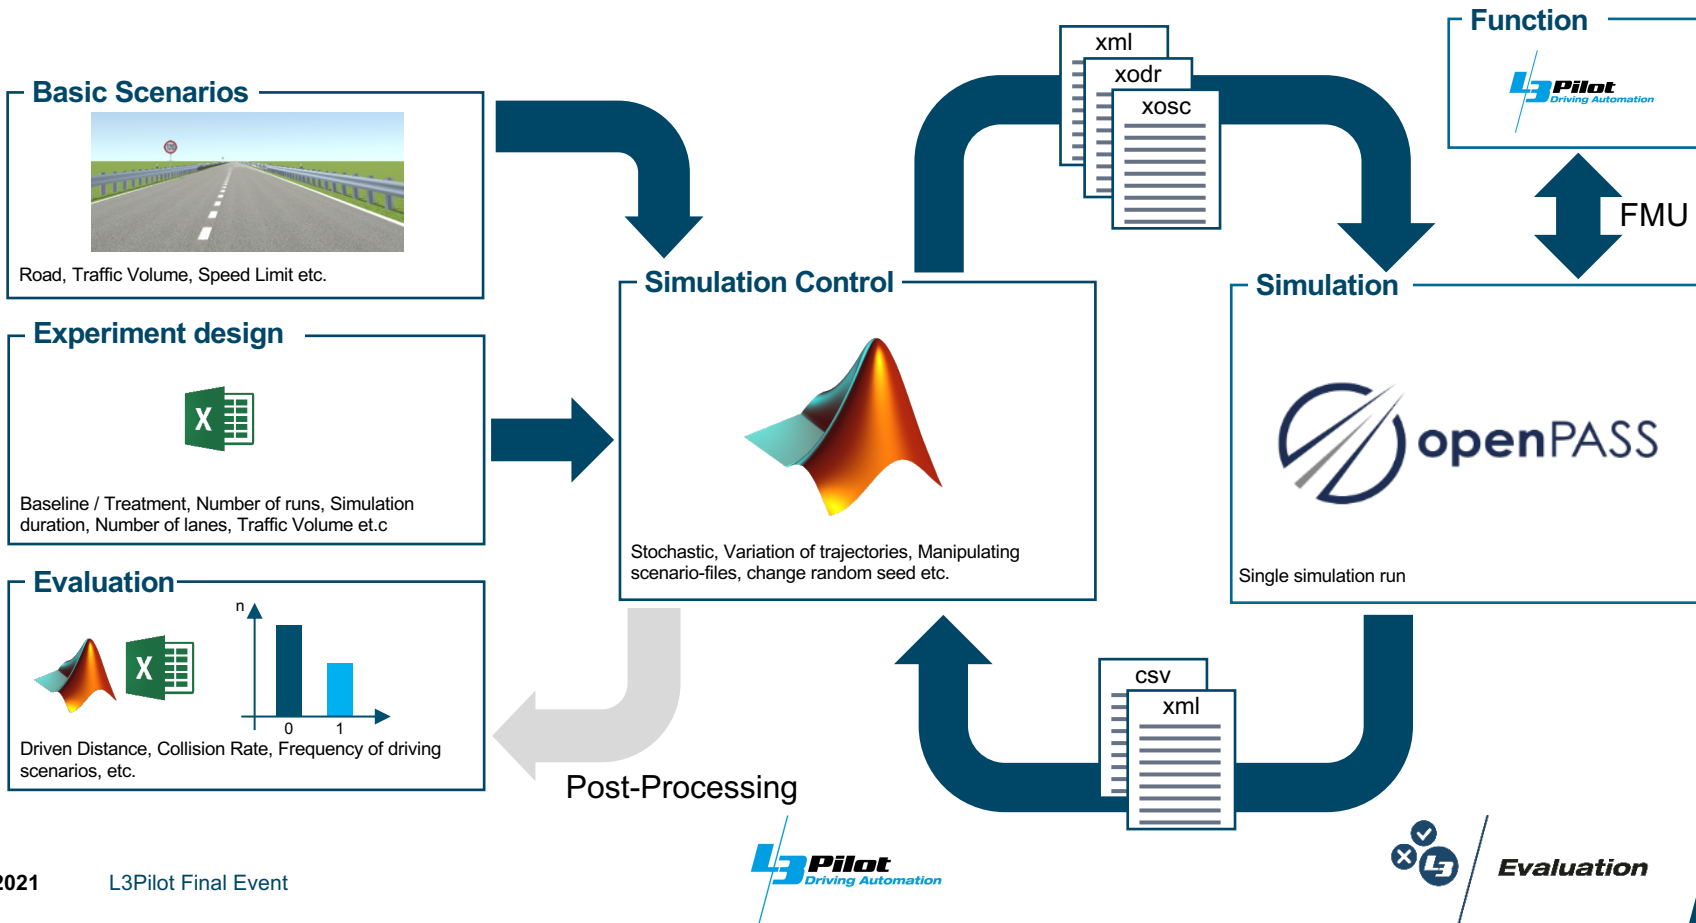 Basic Scenarios
Road, Traffic Volume, Speed Limit etc.
Experiment design
X
Baseline / Treatment, Number of runs, Simulation
duration, Number of lanes, Traffic Volume et.c
Evaluation
X
n
0 1
Driven Distance, Collision Rate, Frequency of driving
scenarios, etc.
Simulation Control
Stochastic, Variation of trajectories, Manipulating
scenario-files, change random seed etc.
Post-Processing
xml
xodr
xosc
Function
L3Pilot
Driving Automation
FMU
Simulation
openPASS
Single simulation run
csv
xml
2021 L3Pilot Final Event
L3Pilot
Driving Automation
L3
Evaluation